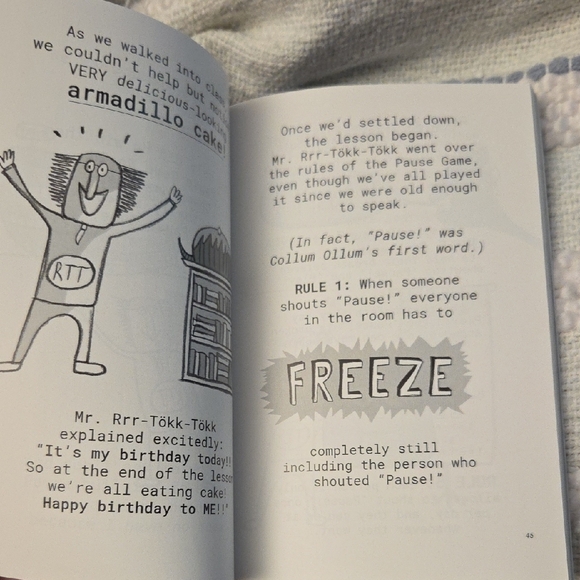 As we walked into class
we couldn't help but notice
VERY delicious-looking
armadillo cake!
RTT
Mr. Rrr-Tökk-Tökk
explained excitedly:
"It's my birthday today!!
So at the end of the lesson
we're all eating cake!
Happy birthday to ME!!"
Once we'd settled down,
the lesson began.
Mr. Rrr-Tökk-Tökk went over
the rules of the Pause Game,
even though we've all played
it since we were old enough
to speak.
(In fact, "Pause!" was
Collum Ollum's first word.)
RULE 1: When someone
shouts "Pause!" everyone
in the room has to
FREEZE
completely still
including the person who
shouted "Pause!"